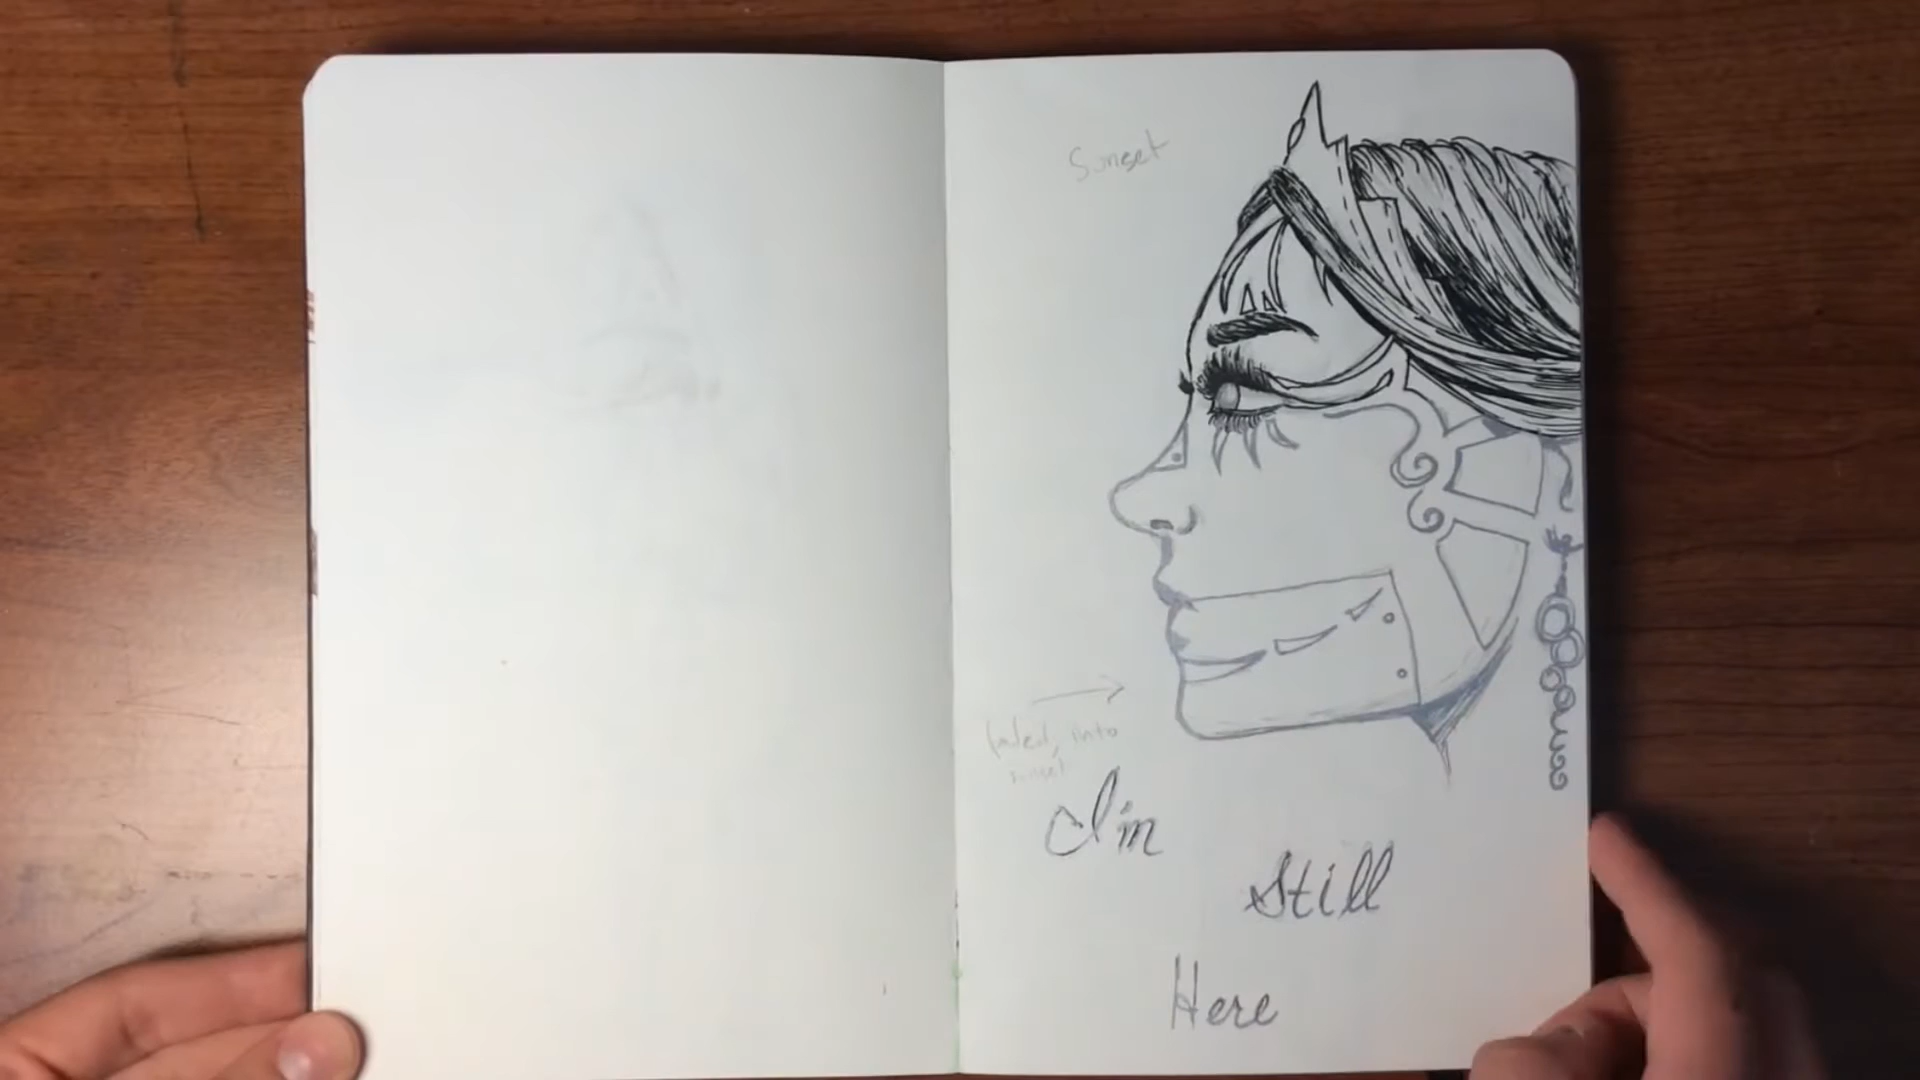 Sunset
faded, into
sunset
I'm
Still
Here